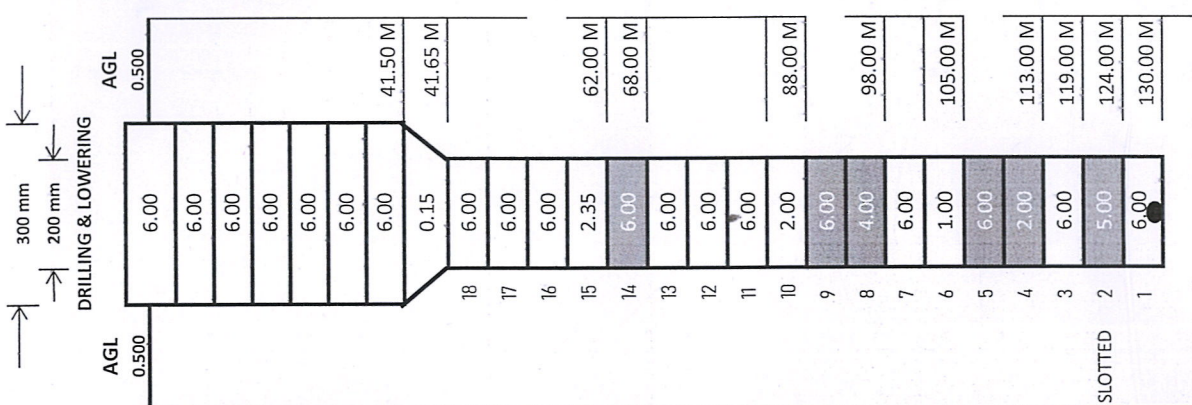 300 mm
200 mm
DRILLING & LOWERING
AGL
0.500
AGL
0.500
6.00
6.00
6.00
6.00
6.00
6.00
6.00
0.15
41.50 M
41.65 M
18 6.00
17 6.00
16 6.00
15 2.35 62.00 M
14 6.00 68.00 M
13 6.00
12 6.00
11 6.00
10 2.00 88.00 M
9 6.00
8 4.00 98.00 M
7 6.00
6 1.00 105.00 M
5 6.00
4 2.00 113.00 M
3 6.00 119.00 M
SLOTTED 2 5.00 124.00 M
1 6.00 130.00 M